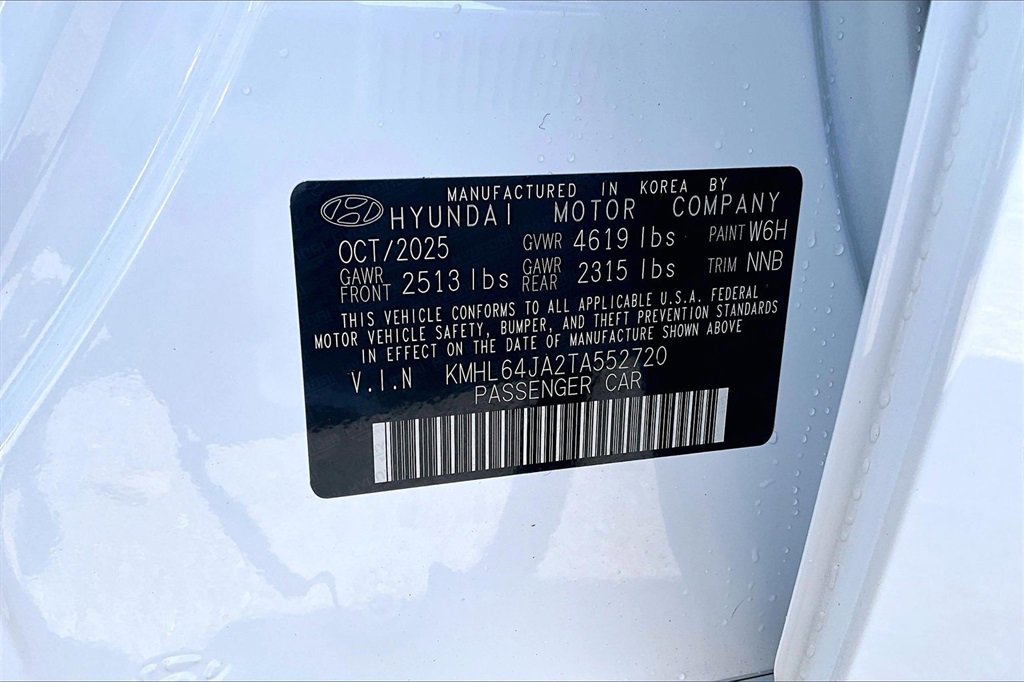 MANUFACTURED IN KOREA BY
HYUNDAI MOTOR COMPANY
OCT/2025 GVWR 4619 lbs PAINT W6H
GAWR FRONT 2513 lbs GAWR REAR 2315 lbs TRIM NNB
THIS VEHICLE CONFORMS TO ALL APPLICABLE U.S.A. FEDERAL
MOTOR VEHICLE SAFETY, BUMPER, AND THEFT PREVENTION STANDARDS
IN EFFECT ON THE DATE OF MANUFACTURE SHOWN ABOVE
V.I.N KMHL64JA2TA552720
PASSENGER CAR